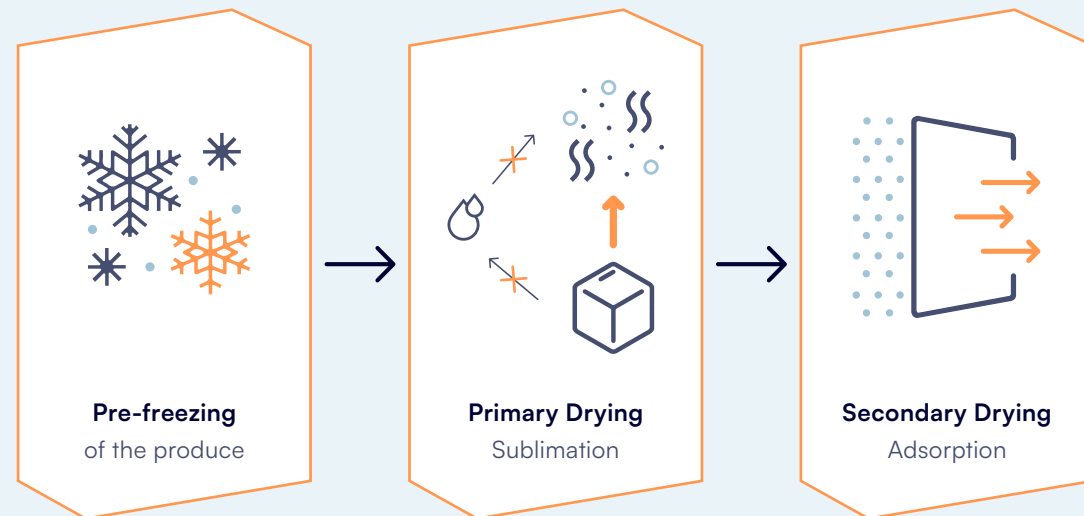 Pre-freezing
of the produce
Primary Drying
Sublimation
Secondary Drying
Adsorption